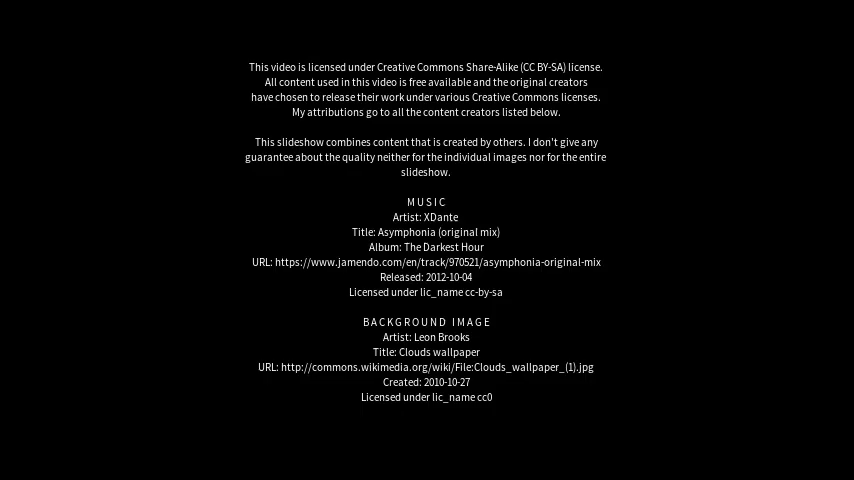 This video is licensed under Creative Commons Share-Alike (CC BY-SA) license.
All content used in this video is free available and the original creators
have chosen to release their work under various Creative Commons licenses.
My attributions go to all the content creators listed below.
This slideshow combines content that is created by others. I don't give any
guarantee about the quality neither for the individual images nor for the entire
slideshow.
MUSIC
Artist: XDante
Title: Asymphonia (original mix)
Album: The Darkest Hour
URL: https://www.jamendo.com/en/track/970521/asymphonia-original-mix
Released: 2012-10-04
Licensed under lic_name cc-by-sa
BACKGROUND IMAGE
Artist: Leon Brooks
Title: Clouds wallpaper
URL: http://commons.wikimedia.org/wiki/File:Clouds_wallpaper_(1).jpg
Created: 2010-10-27
Licensed under lic_name cc0